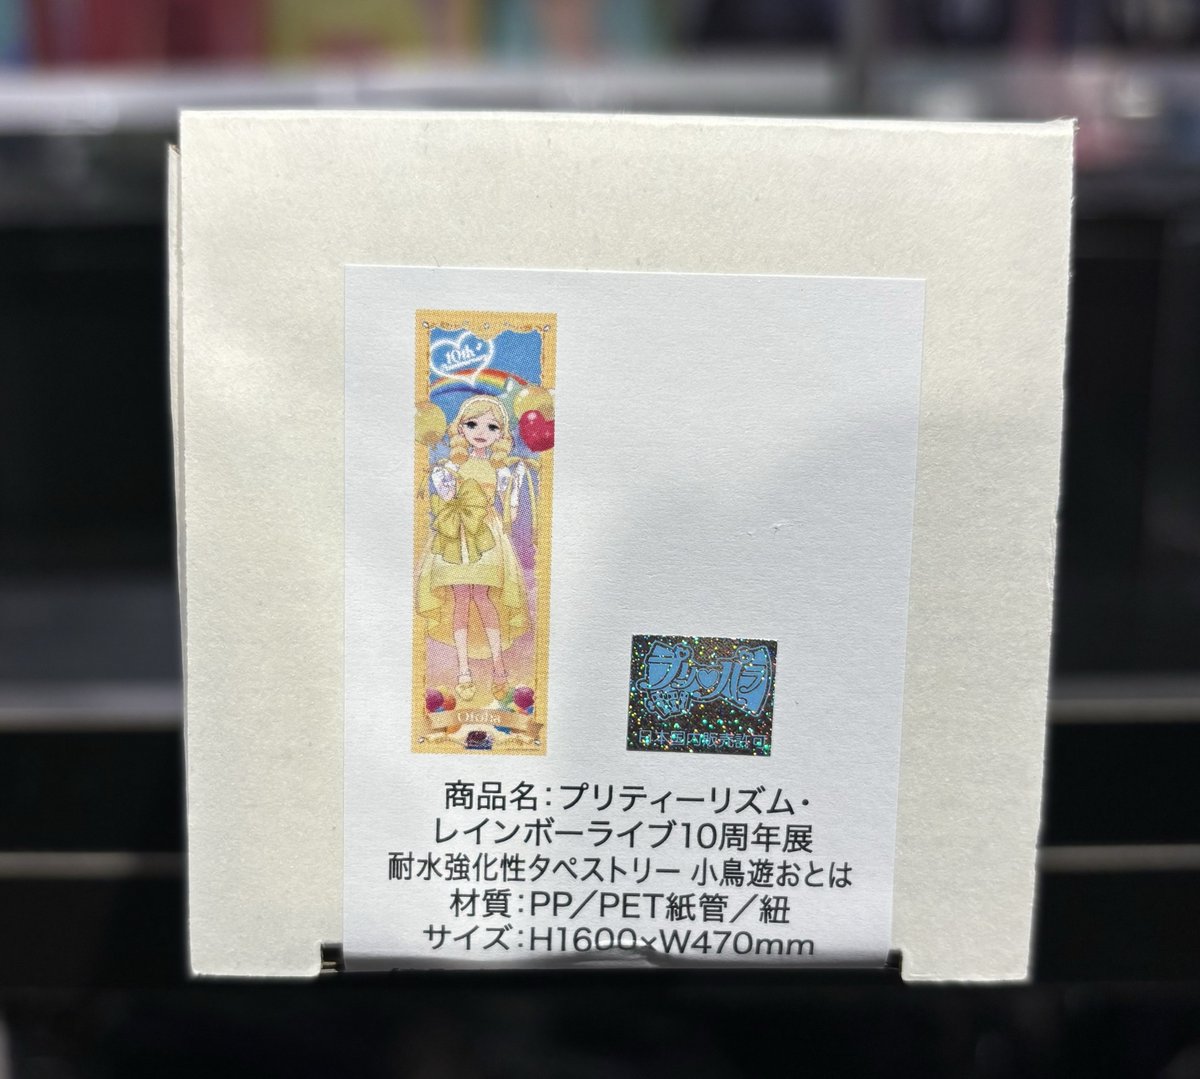 10th
Otoha
プリパラ
日本国内販売許可
商品名：プリティーリズム・
レインボーライブ10周年展
耐水強化性タペストリー 小鳥遊おとは
材質：PP／PET紙管／紐
サイズ：H1600×W470mm